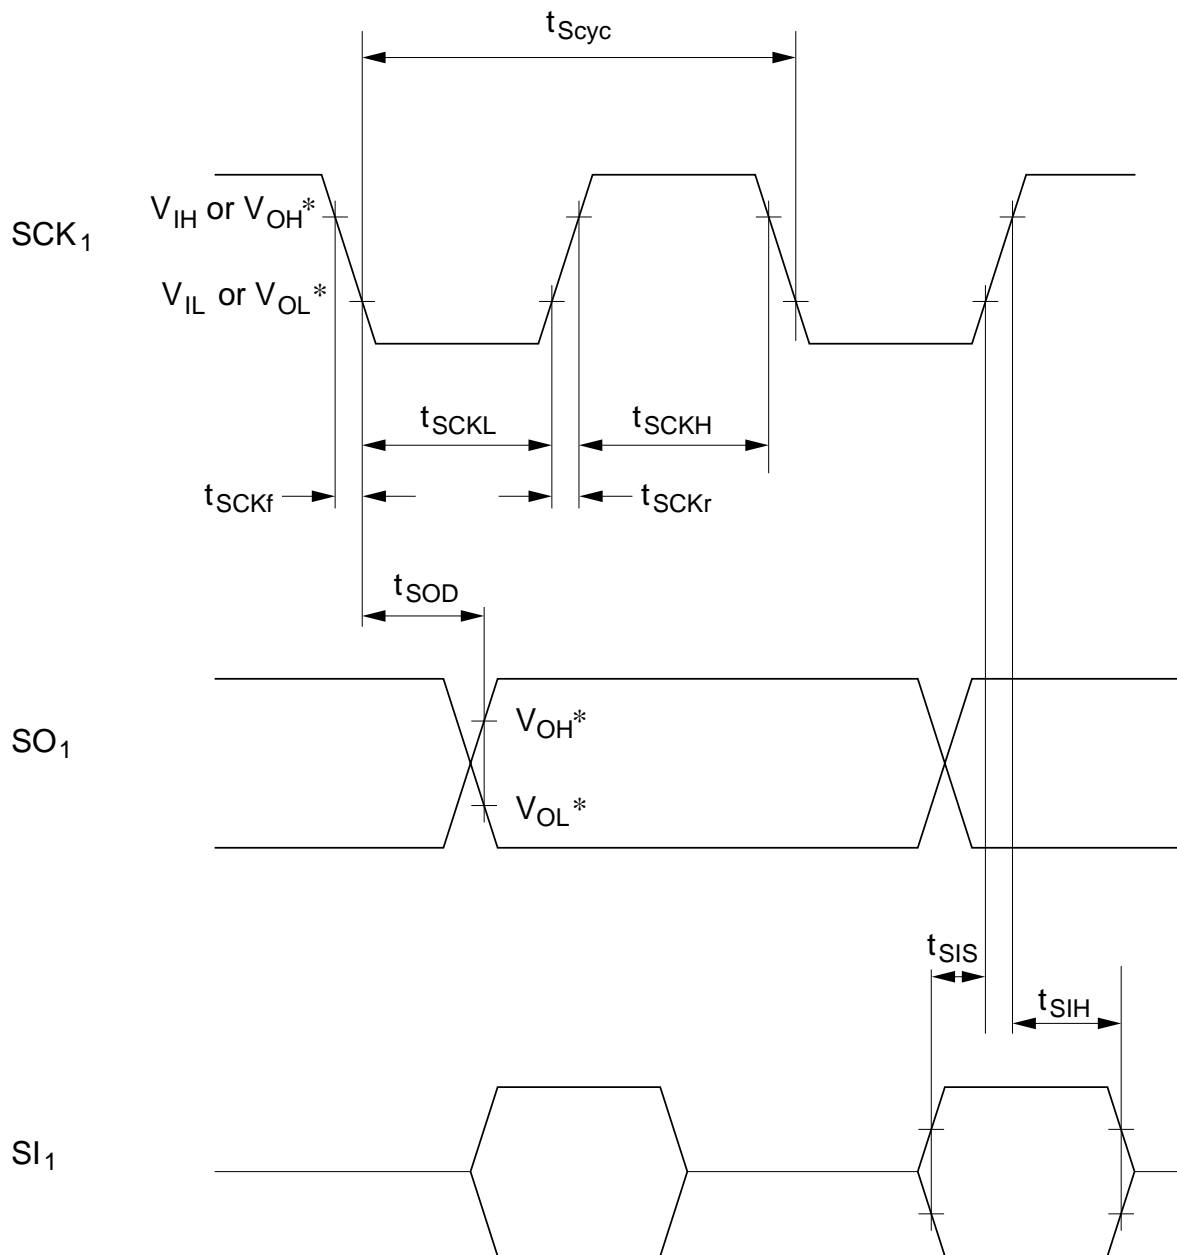 tScyc
VIH or VOH*
SCK1
VIL or VOL*
tSCKL
tSCKH
tSCKf
tSCKr
tSOD
VOH*
SO1
VOL*
tSIS
tSIH
SI1